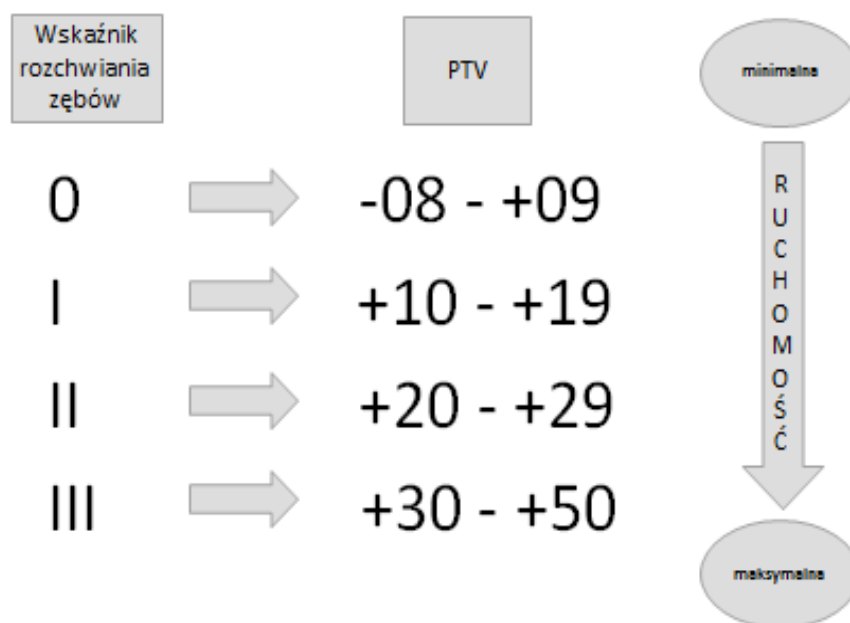 Wskaźnik
rozchwiania
zębów
PTV
minimalna
0
-08 - +09
I
+10 - +19
II
+20 - +29
III
+30 - +50
RUCHOMOŚĆ
maksymalna